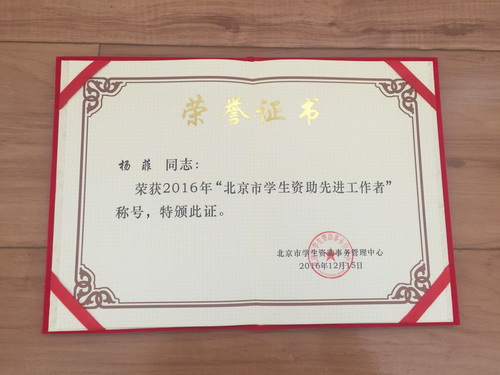 荣誉证书
杨菲 同志:
荣获2016年“北京市学生资助先进工作者”
称号，特颁此证。
北京市学生资助事务管理中心
2016年12月15日